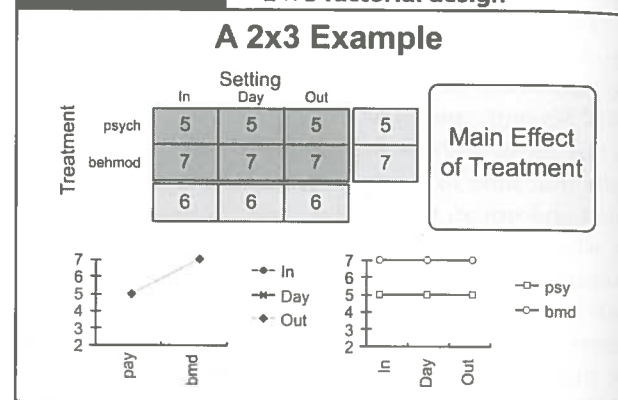 A 2x3 Example
Setting
In Day Out
Treatment
psych 5 5 5 5
behmod 7 7 7 7
6 6 6
Main Effect
of Treatment
7
6
5
4
3
2
pay bmd
In
Day
Out
7
6
5
4
3
2
In Day Out
psy
bmd